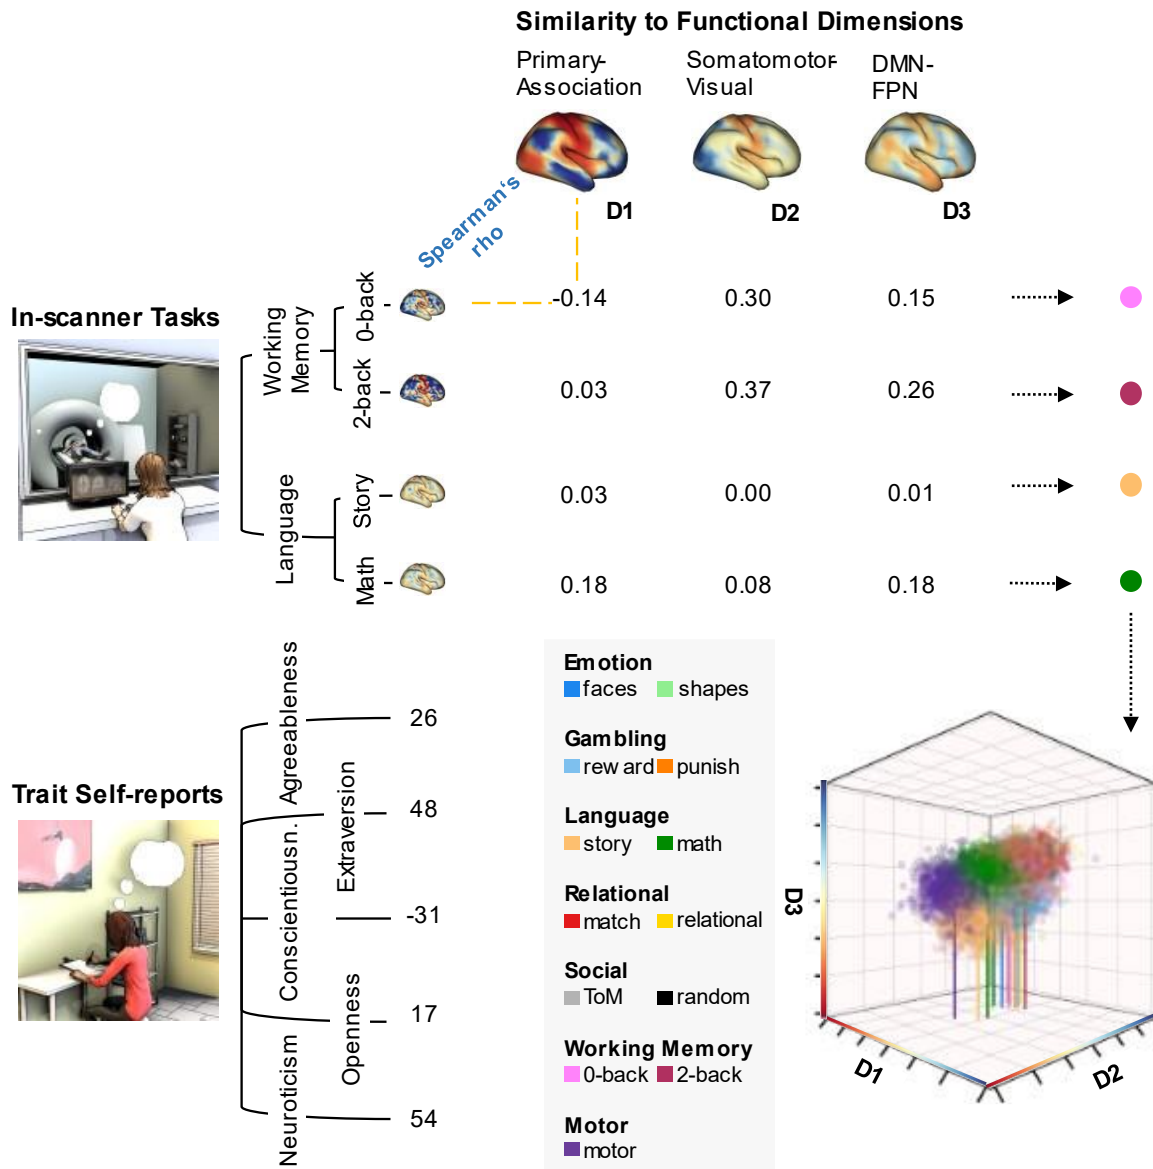 Similarity to Functional Dimensions
Primary-
Association
Somatomotor-
Visual
DMN-
FPN
D1
D2
D3
Spearman's
rho
In-scanner Tasks
Working
Memory
0-back
-0.14
0.30
0.15
2-back
0.03
0.37
0.26
Language
Story
0.03
0.00
0.01
Math
0.18
0.08
0.18
Trait Self-reports
Agreeableness
26
Extraversion
48
Conscientiousn.
-31
Openness
17
Neuroticism
54
Emotion
faces shapes
Gambling
reward punish
Language
story math
Relational
match relational
Social
ToM random
Working Memory
0-back 2-back
Motor
motor
D3
D1
D2